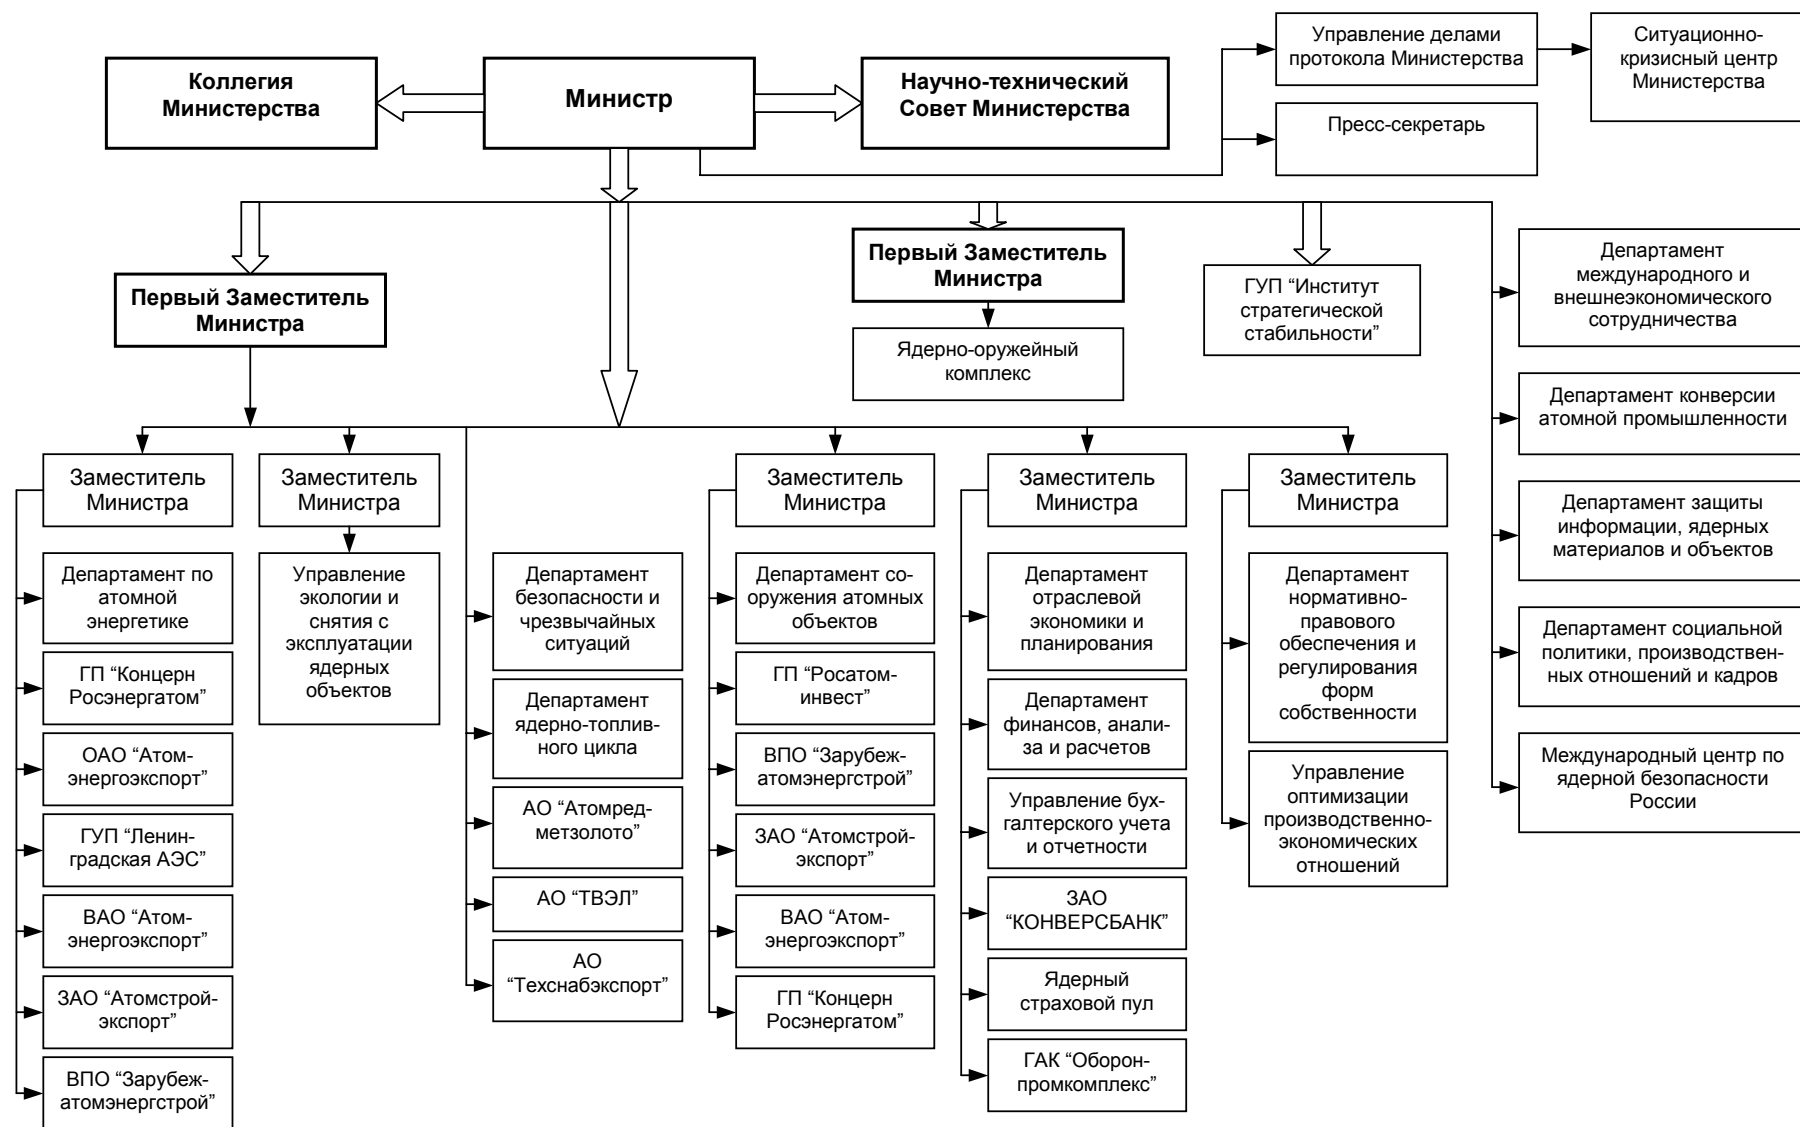 Коллегия
Министерства
Министр
Научно-технический
Совет Министерства
Управление делами
протокола Министерства
Ситуационно-
кризисный центр
Министерства
Пресс-секретарь
Первый Заместитель
Министра
Первый Заместитель
Министра
Ядерно-оружейный
комплекс
ГУП “Институт
стратегической
стабильности”
Департамент
международного и
внешнеэкономического
сотрудничества
Департамент конверсии
атомной промышленности
Департамент защиты
информации, ядерных
материалов и объектов
Департамент социальной
политики, производствен-
ных отношений и кадров
Международный центр по
ядерной безопасности
России
Заместитель
Министра
Департамент по
атомной
энергетике
ГП “Концерн
Росэнергатом”
ОАО “Атом-
энергоэкспорт”
ГУП “Ленин-
градская АЭС”
ВАО “Атом-
энергоэкспорт”
ЗАО “Атомстрой-
экспорт”
ВПО “Зарубеж-
атомэнергстрой”
Заместитель
Министра
Управление
экологии и
снятия с
эксплуатации
ядерных
объектов
Департамент
безопасности и
чрезвычайных
ситуаций
Департамент
ядерно-топлив-
ного цикла
АО “Атомред-
метзолото”
АО “ТВЭЛ”
АО
“Техснабэкспорт”
Заместитель
Министра
Департамент со-
оружения атомных
объектов
ГП “Росатом-
инвест”
ВПО “Зарубеж-
атомэнергстрой”
ЗАО “Атомстрой-
экспорт”
ВАО “Атом-
энергоэкспорт”
ГП “Концерн
Росэнергатом”
Заместитель
Министра
Департамент
отраслевой
экономики и
планирования
Департамент
финансов, анали-
за и расчетов
Управление бух-
галтерского учета
и отчетности
ЗАО
“КОНВЕРСБАНК”
Ядерный
страховой пул
ГАК “Оборон-
промкомплекс”
Заместитель
Министра
Департамент
нормативно-
правового
обеспечения и
регулирования
форм
собственности
Управление
оптимизации
производственно-
экономических
отношений